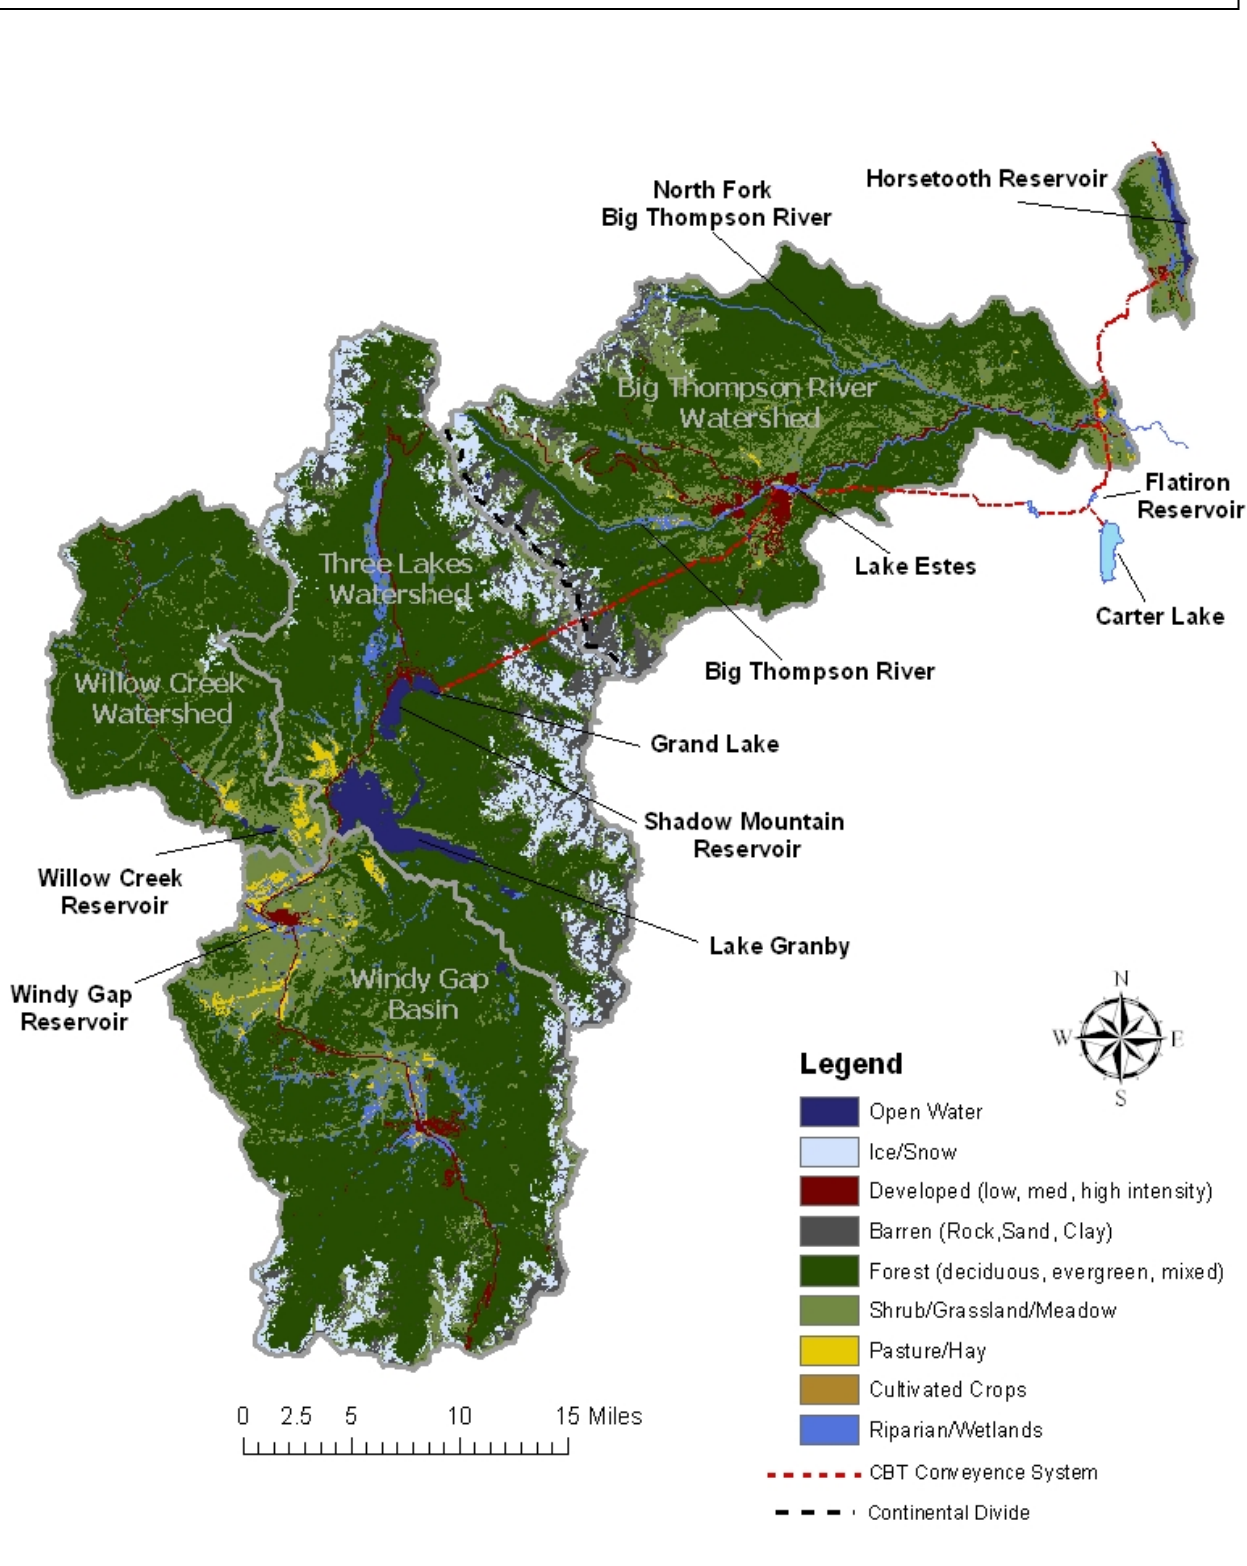 Horsetooth Reservoir
North Fork
Big Thompson River
Big Thompson River
Watershed
Flatiron
Reservoir
Three Lakes
Watershed
Lake Estes
Carter Lake
Big Thompson River
Willow Creek
Watershed
Grand Lake
Shadow Mountain
Reservoir
Willow Creek
Reservoir
Lake Granby
Windy Gap
Basin
Windy Gap
Reservoir
N
W
E
S
Legend
Open Water
Ice/Snow
Developed (low, med, high intensity)
Barren (Rock,Sand, Clay)
Forest (deciduous, evergreen, mixed)
Shrub/Grassland/Meadow
Pasture/Hay
Cultivated Crops
Riparian/Wetlands
CBT Conveyence System
Continental Divide
0 2.5 5 10 15 Miles